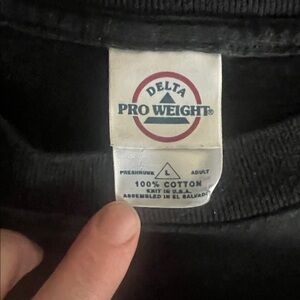 DELTA
PRO WEIGHT®
PRESHRUNK L ADULT
100% COTTON
KNIT IN U.S.A.
ASSEMBLED IN EL SALVADOR